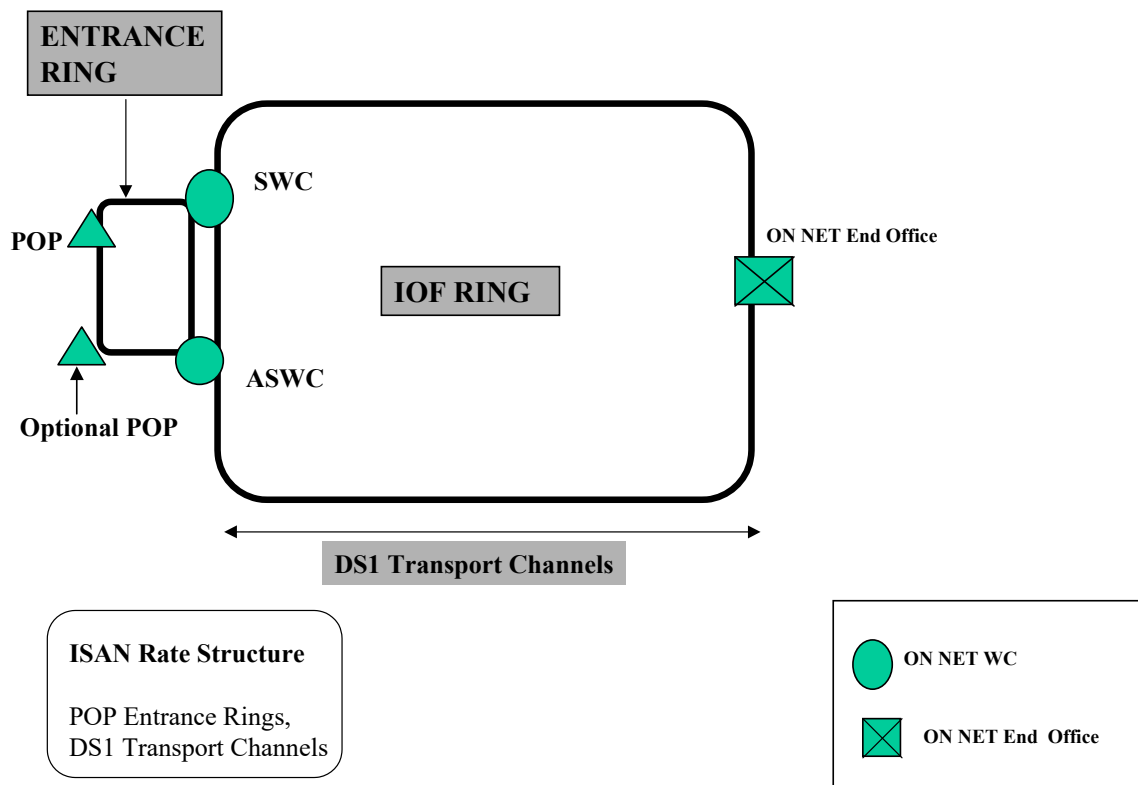 ENTRANCE
RING
SWC
POP
ON NET End Office
IOF RING
ASWC
Optional POP
DS1 Transport Channels
ISAN Rate Structure
POP Entrance Rings,
DS1 Transport Channels
ON NET WC
ON NET End Office